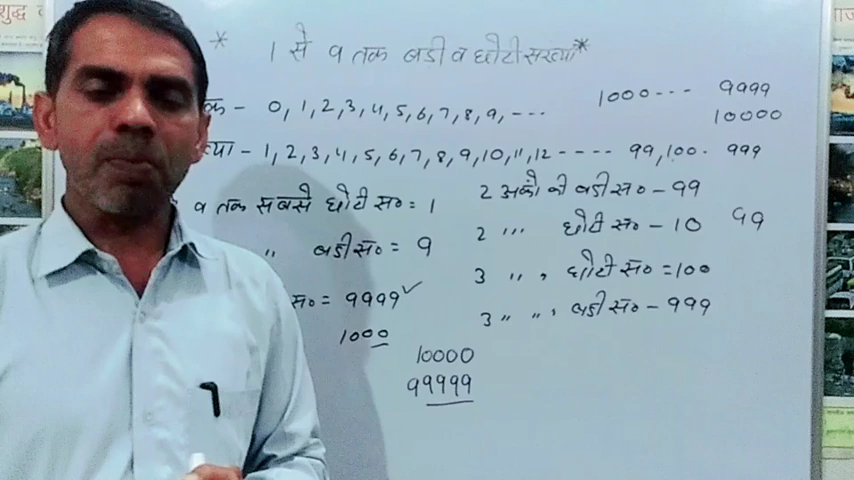 शुद्ध
* 1 से 9 तक बडी व छोटी संख्या *
क - 0, 1, 2, 3, 4, 5, 6, 7, 8, 9, ---
1000 --- 9999
10000
ख्या - 1, 2, 3, 4, 5, 6, 7, 8, 9, 10, 11, 12 ---- 99, 100 - 999
9 तक सबसे छोटी सं० = 1
" बडी सं० = 9
सं० = 9999 ✓
1000
10000
99999
2 अंको की बडी सं० - 99
2 ''' छोटी सं० - 10 99
3 " ' छोटी सं० = 100
3 " " ' बडी सं० - 999